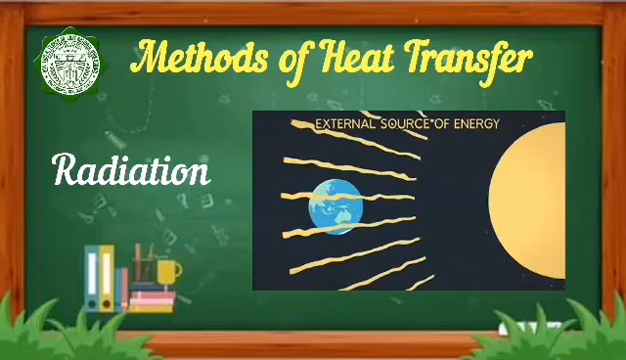 Methods of Heat Transfer
Radiation
EXTERNAL SOURCE OF ENERGY